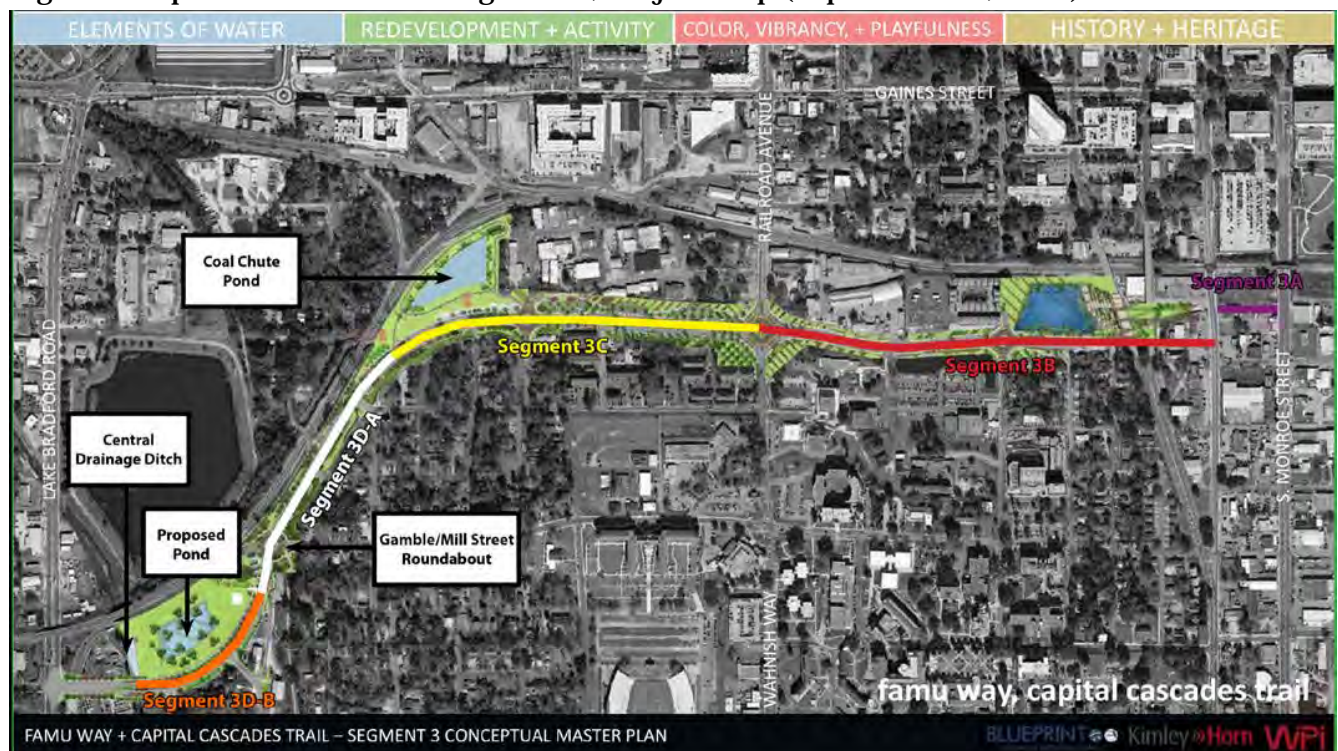 ELEMENTS OF WATER
REDEVELOPMENT + ACTIVITY
COLOR, VIBRANCY, + PLAYFULNESS
HISTORY + HERITAGE
GAINES STREET
RAILROAD AVENUE
Coal Chute
Pond
Segment 3A
Segment 3C
Segment 3B
LAKE BRADFORD ROAD
S. MONROE STREET
Segment 3D-A
Central
Drainage Ditch
Proposed
Pond
Gamble/Mill Street
Roundabout
WAHNISH WAY
Segment 3D-B
famu way, capital cascades trail
FAMU WAY + CAPITAL CASCADES TRAIL – SEGMENT 3 CONCEPTUAL MASTER PLAN
BLUEPRINT
Kimley»Horn
WPi